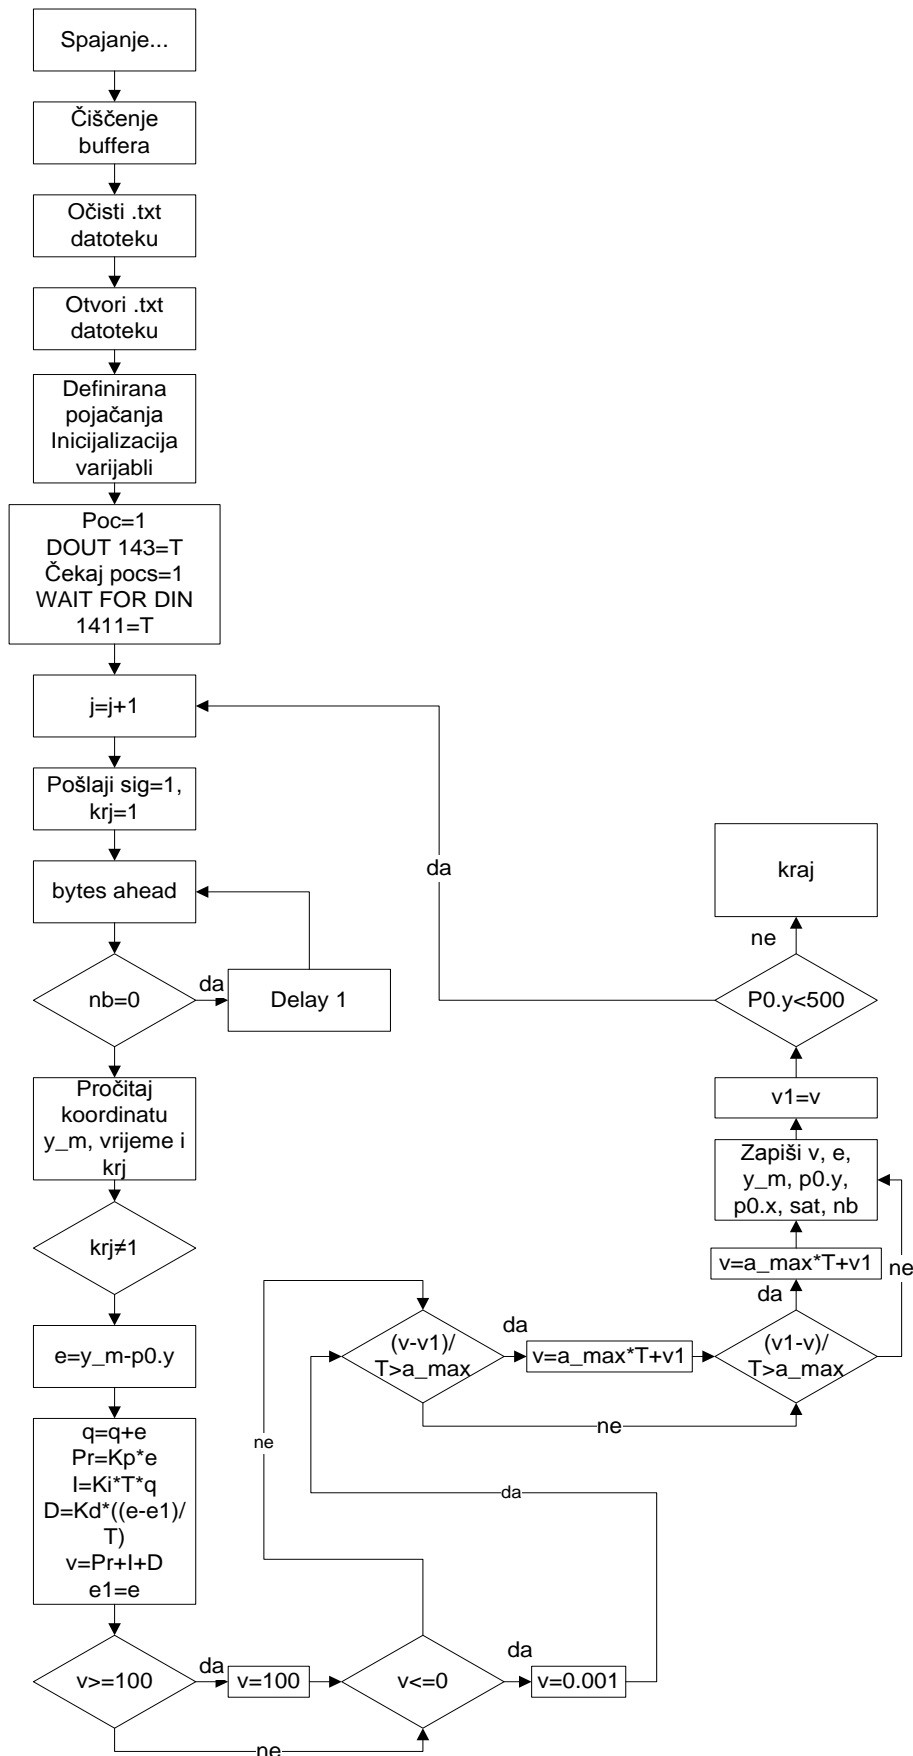 Spajanje...
Čiščenje
buffera
Očisti .txt
datoteku
Otvori .txt
datoteku
Definirana
pojačanja
Inicijalizacija
varijabli
Poc=1
DOUT 143=T
Čekaj pocs=1
WAIT FOR DIN
1411=T
j=j+1
Pošlaji sig=1,
krj=1
bytes ahead
nb=0
da
Delay 1
Pročitaj
koordinatu
y_m, vrijeme i
krj
krj≠1
e=y_m-p0.y
q=q+e
Pr=Kp*e
I=Ki*T*q
D=Kd*((e-e1)/
T)
v=Pr+I+D
e1=e
v>=100
da
v=100
ne
v<=0
da
v=0.001
ne
da
(v-v1)/
T>a_max
da
v=a_max*T+v1
ne
(v1-v)/
T>a_max
da
ne
v=a_max*T+v1
Zapiši v, e,
y_m, p0.y,
p0.x, sat, nb
v1=v
P0.y<500
da
ne
kraj